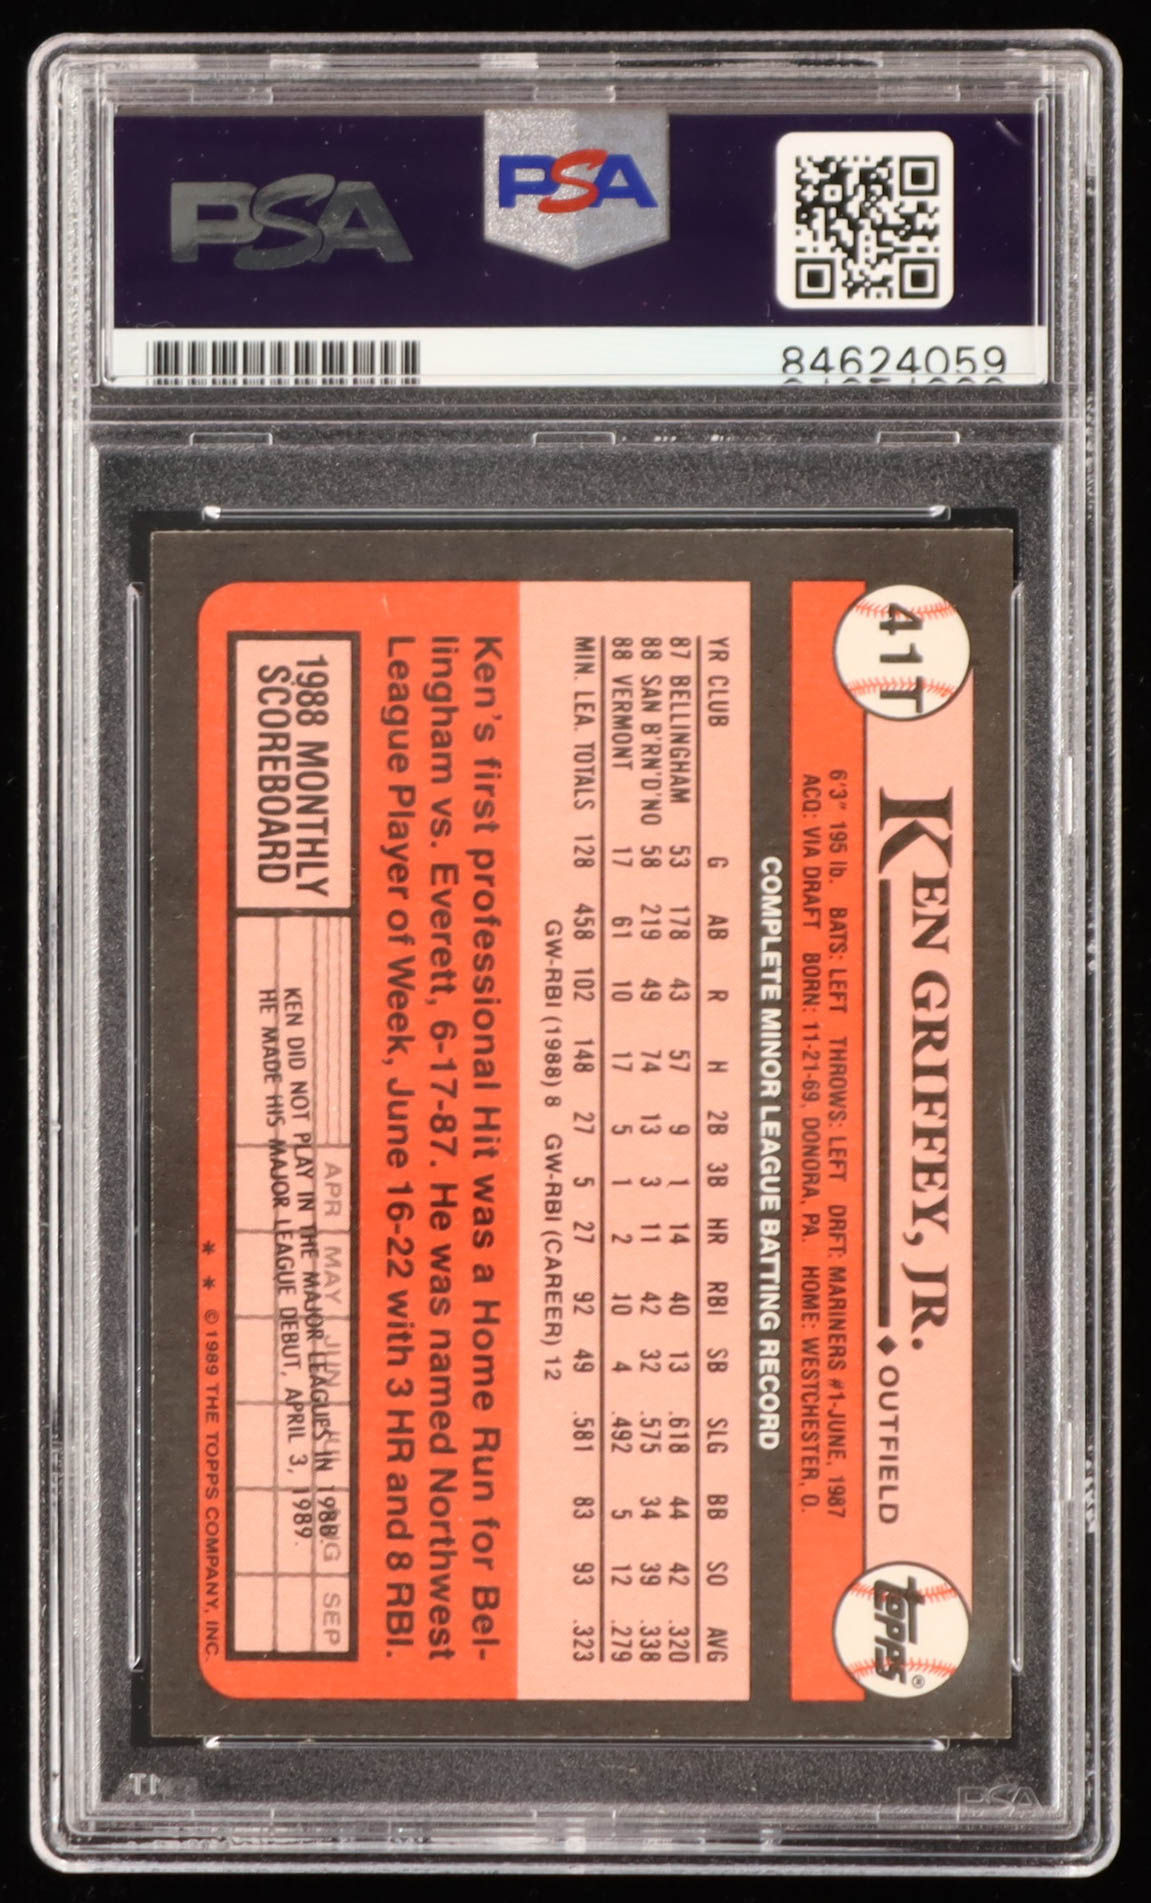 PSA
PSA
84624059
41T
KEN GRIFFEY, JR.
OUTFIELD
topps®
6'3" 195 lb. BATS: LEFT THROWS: LEFT DRFT: MARINERS #1-JUNE, 1987
ACQ: VIA DRAFT BORN: 11-21-69, DONORA, PA. HOME: WESTCHESTER, O.
COMPLETE MINOR LEAGUE BATTING RECORD
YR CLUB G AB R H 2B 3B HR RBI SB SLG BB SO AVG
87 BELLINGHAM 53 178 43 57 9 1 14 40 13 .618 44 42 .320
88 SAN B'RN'D'NO 58 219 49 74 13 3 11 42 32 .575 34 39 .338
88 VERMONT 17 61 10 17 5 1 2 10 4 .492 5 12 .279
MIN. LEA. TOTALS 128 458 102 148 27 5 27 92 49 .581 83 93 .323
GW-RBI (1988) 8 GW-RBI (CAREER) 12
Ken's first professional Hit was a Home Run for Bel-
lingham vs. Everett, 6-17-87. He was named Northwest
League Player of Week, June 16-22 with 3 HR and 8 RBI.
1988 MONTHLY
SCOREBOARD
APR MAY JUN AUG SEP
KEN DID NOT PLAY IN THE MAJOR LEAGUES IN 1988.
HE MADE HIS MAJOR LEAGUE DEBUT, APRIL 3, 1989.
* * © 1989 THE TOPPS COMPANY, INC.
PSA